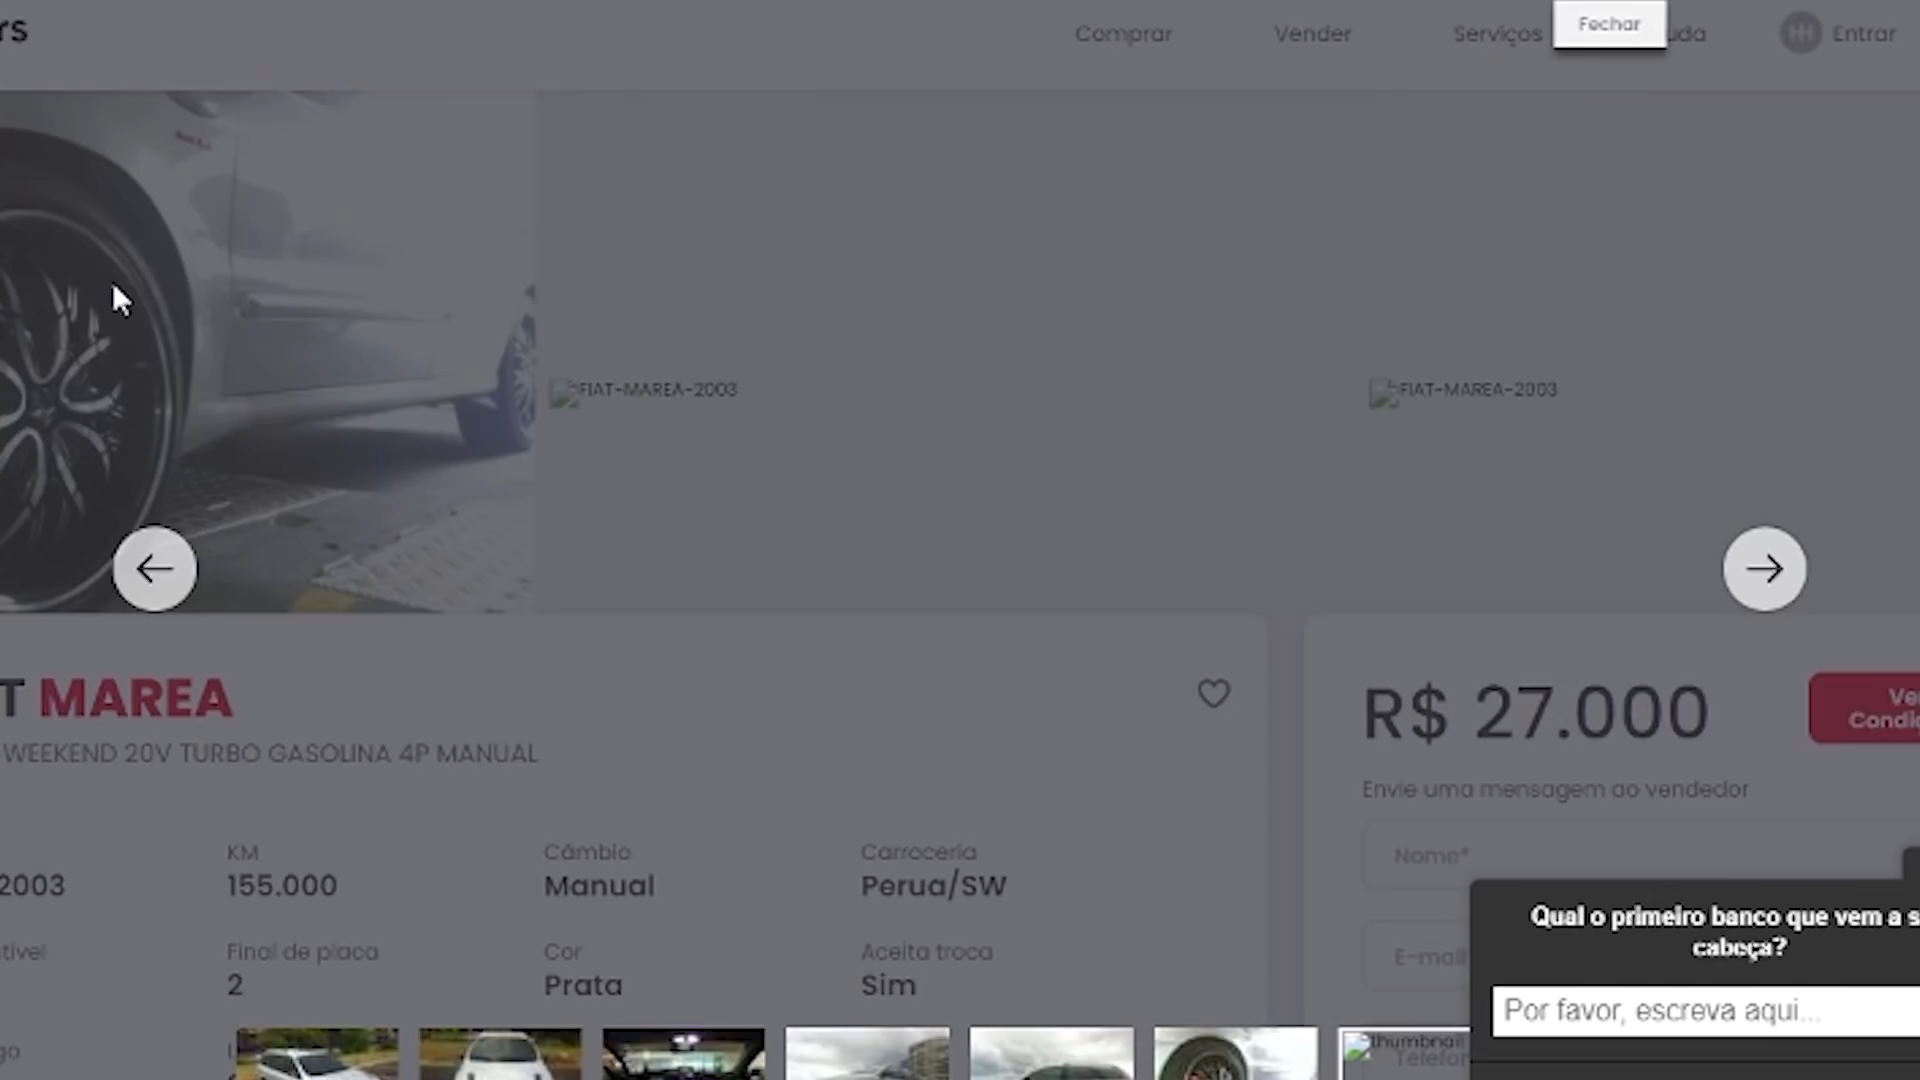 rs
Comprar
Vender
Serviços
Fechar
uda
Entrar
FIAT-MAREA-2003
FIAT-MAREA-2003
T MAREA
WEEKEND 20V TURBO GASOLINA 4P MANUAL
R$ 27.000
Ve
Condiç
Envie uma mensagem ao vendedor
Nome*
E-mail
Telefon
2003
KM
155.000
Câmbio
Manual
Carroceria
Perua/SW
stível
Final de placa
2
Cor
Prata
Aceita troca
Sim
go
Thumbnail
Qual o primeiro banco que vem a s
cabeça?
Por favor, escreva aqui...